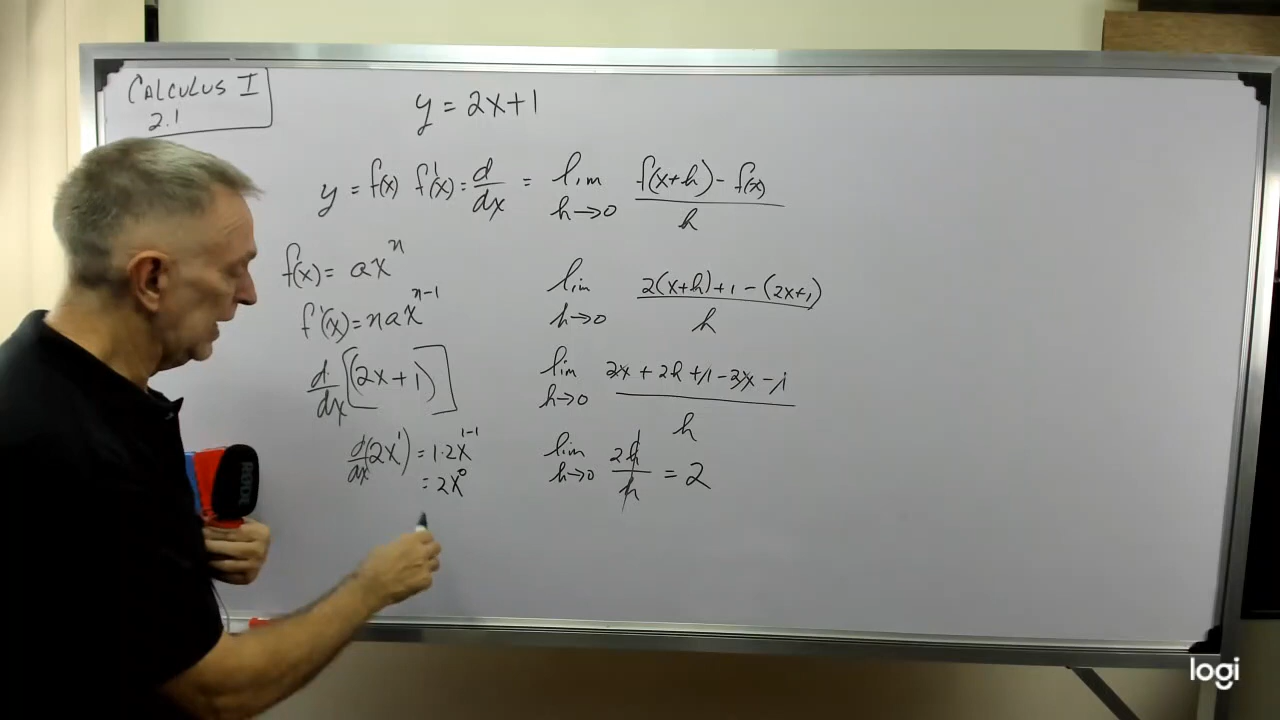 CALCULUS I
2.1
y = 2x+1
y = f(x) f'(x) = d/dx = lim h→0 (f(x+h) - f(x))/h
f(x) = ax^n
f'(x) = nax^(n-1)
d/dx [(2x+1)]
d/dx(2x^1) = 1·2x^(1-1)
= 2x^0
lim h→0 (2(x+h)+1-(2x+1))/h
lim h→0 (2x + 2h + 1 - 2x - 1)/h
lim h→0 2h/h = 2
RODE
logi